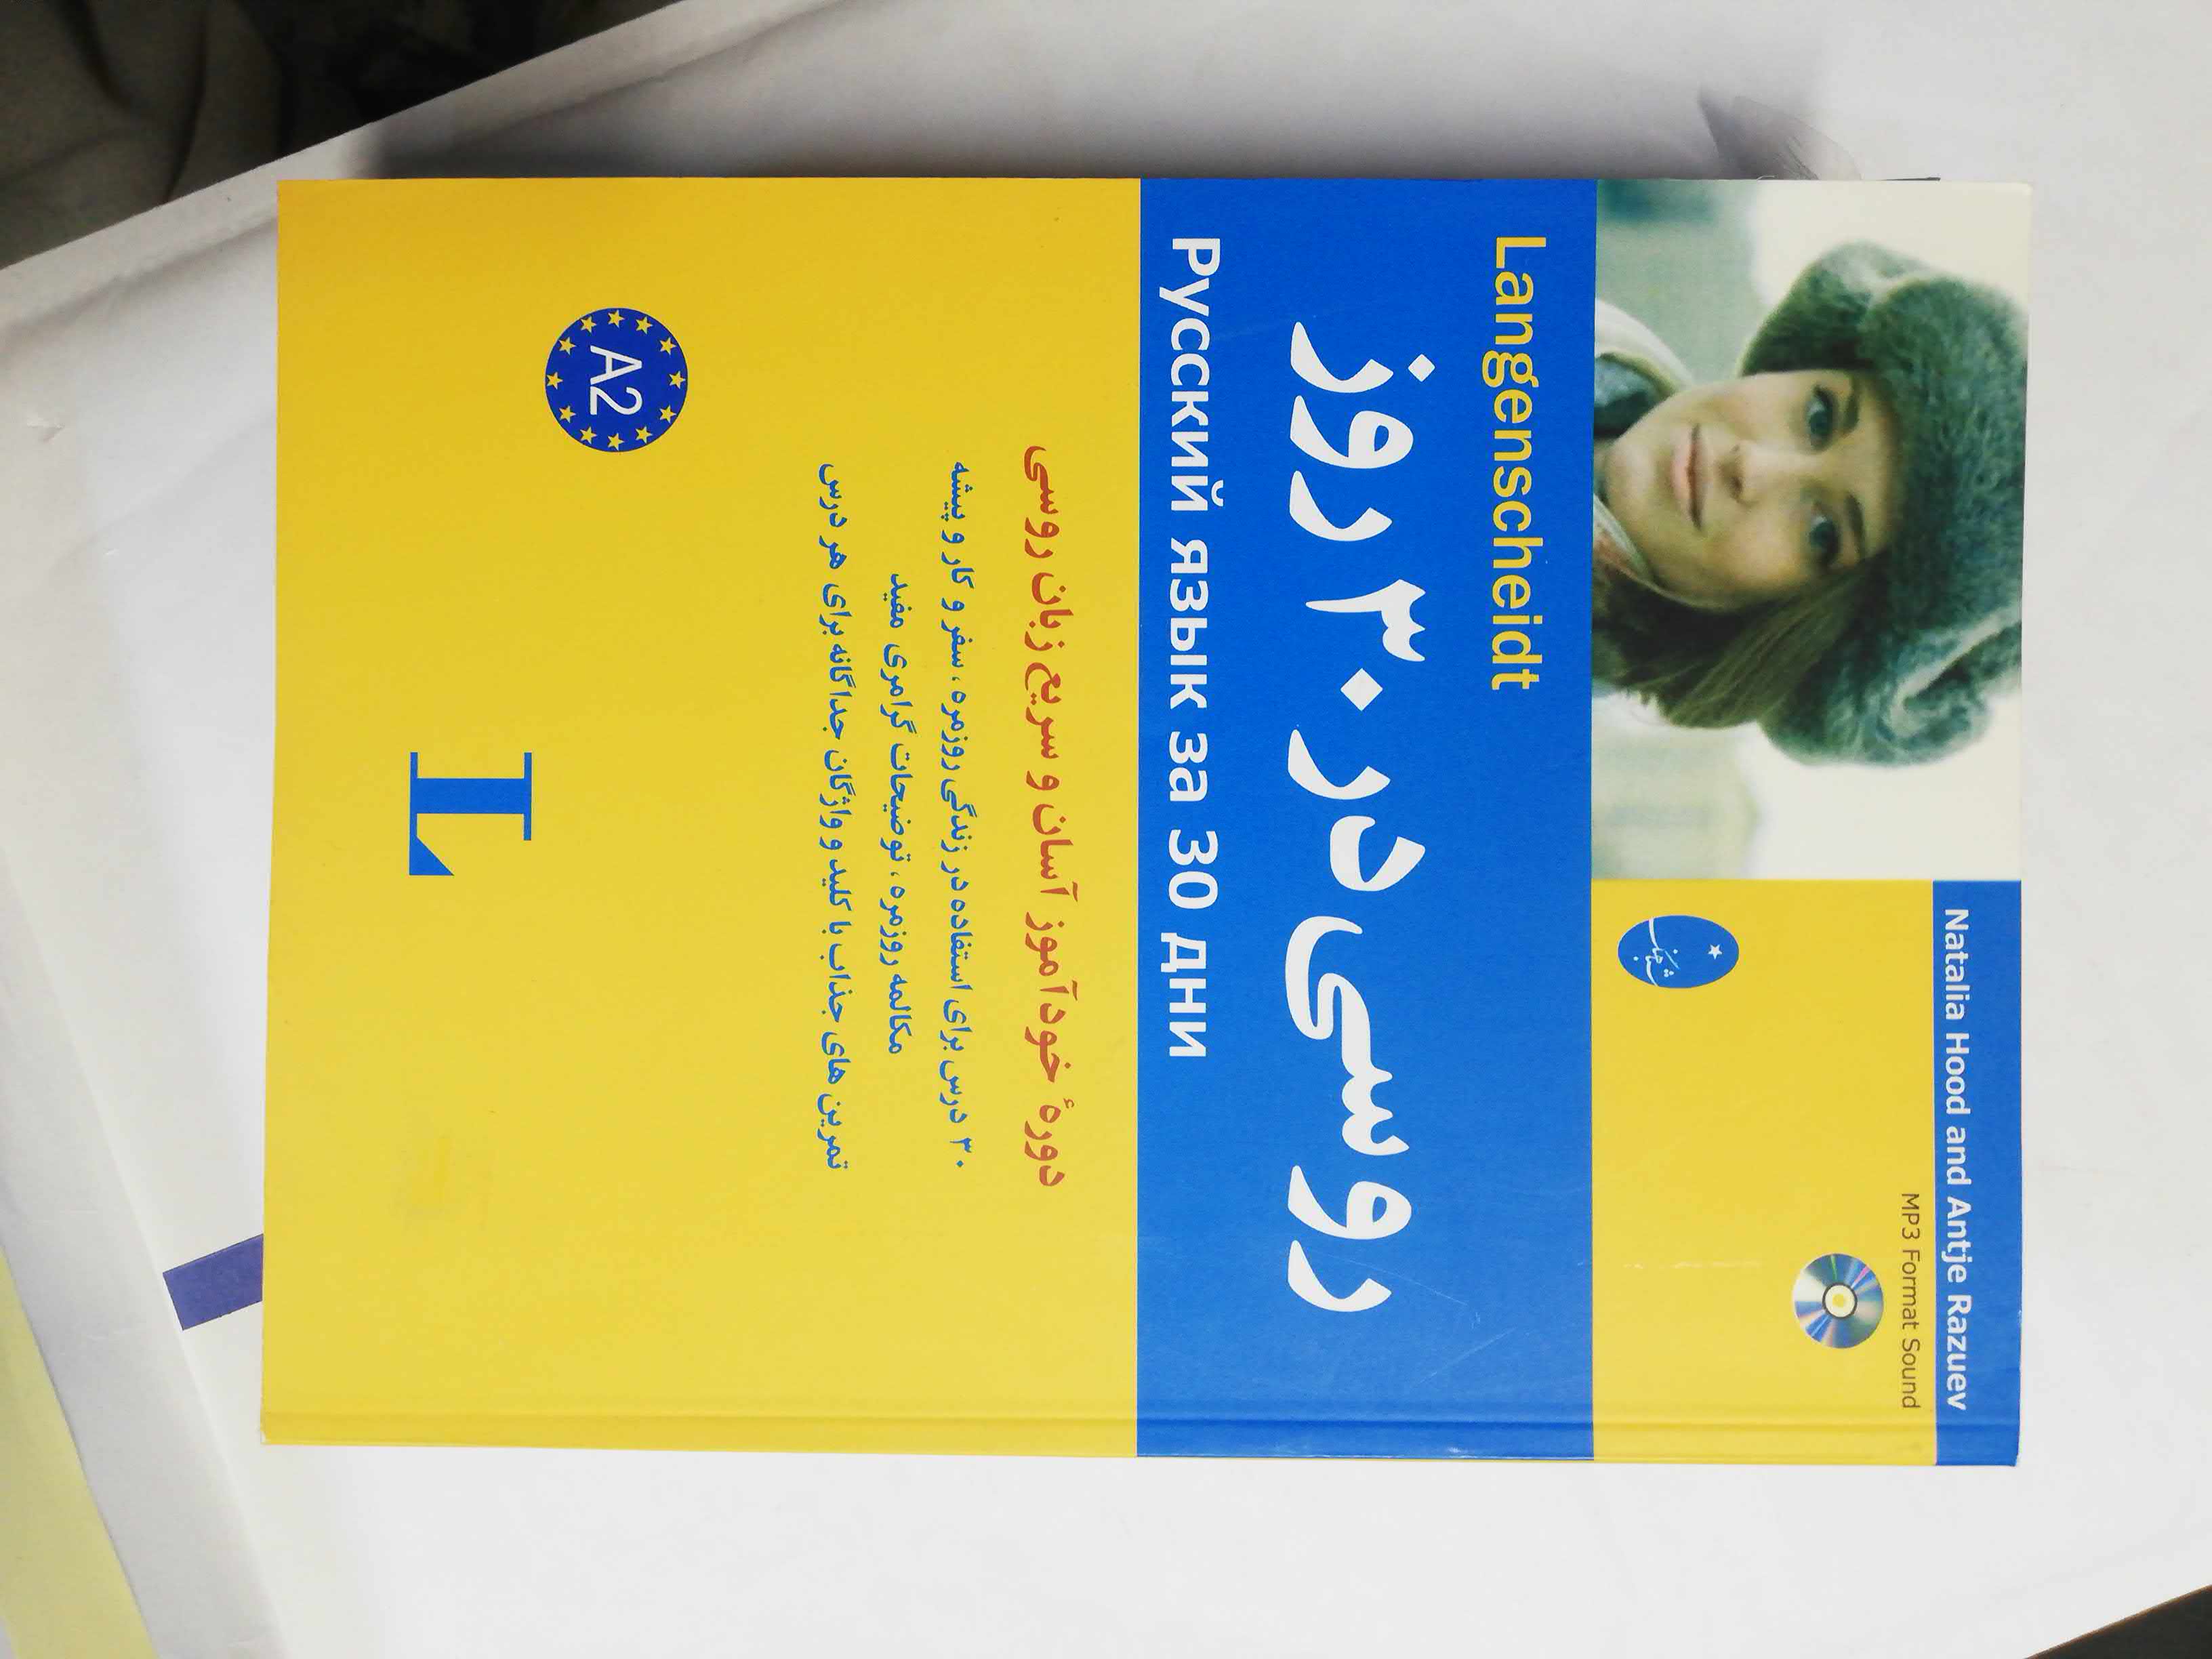 Natalia Hood and Antje Razuev
MP3 Format Sound
شباهنگ
Langenscheidt
روسی در ۳۰ روز
Русский язык за 30 дни
دورهٔ خودآموز آسان و سریع زبان روسی
۳۰ درس برای استفاده در زندگی روزمره، سفر و کار و پیشه
مکالمه روزمره، توضیحات گرامری مفید
تمرین های جذاب با کلید و واژگان جداگانه برای هر درس
A2
L